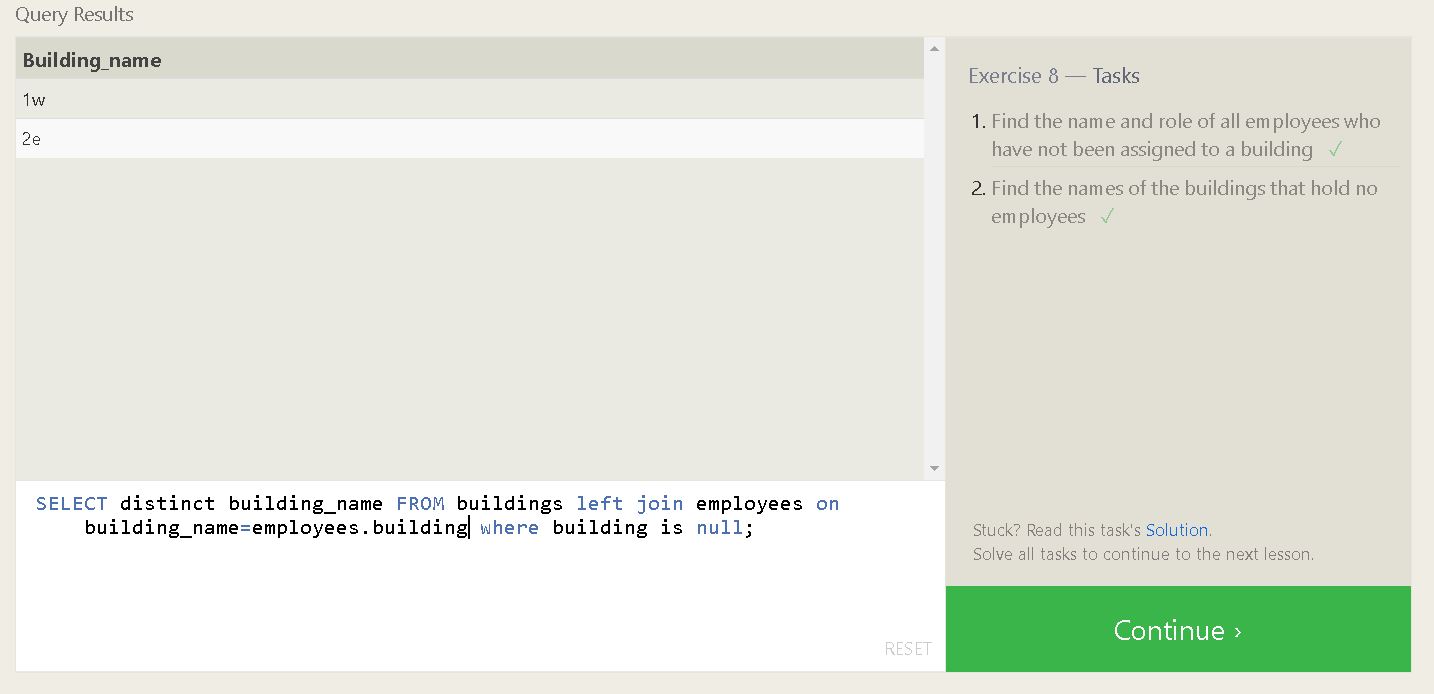 Query Results
Building_name
1w
2e
SELECT distinct building_name FROM buildings left join employees on
building_name=employees.building where building is null;
RESET
Exercise 8 — Tasks
1. Find the name and role of all employees who
have not been assigned to a building ✓
2. Find the names of the buildings that hold no
employees ✓
Stuck? Read this task's Solution.
Solve all tasks to continue to the next lesson.
Continue ›